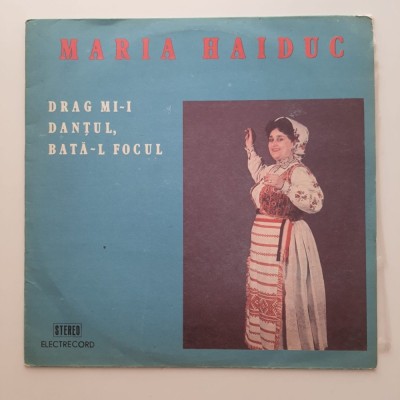 MARIA HAIDUC
DRAG MI-I
DANȚUL,
BATĂ-L FOCUL
STEREO
ELECTRECORD